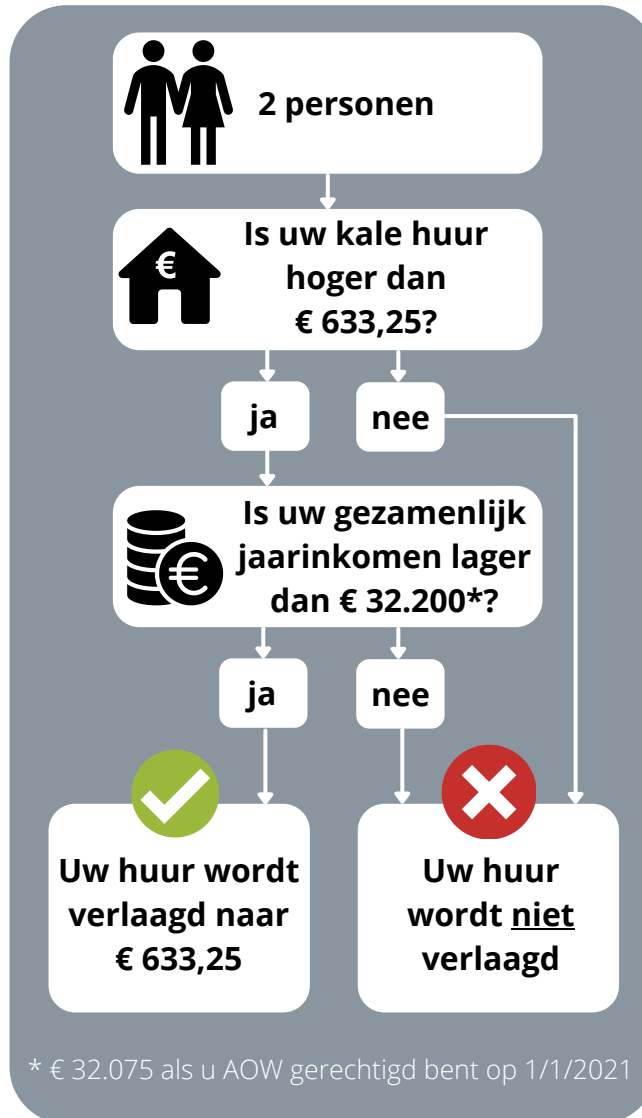 2 personen
€
Is uw kale huur
hoger dan
€ 633,25?
ja
nee
€
Is uw gezamenlijk
jaarinkomen lager
dan € 32.200*?
ja
nee
Uw huur wordt
verlaagd naar
€ 633,25
Uw huur
wordt niet
verlaagd
* € 32.075 als u AOW gerechtigd bent op 1/1/2021